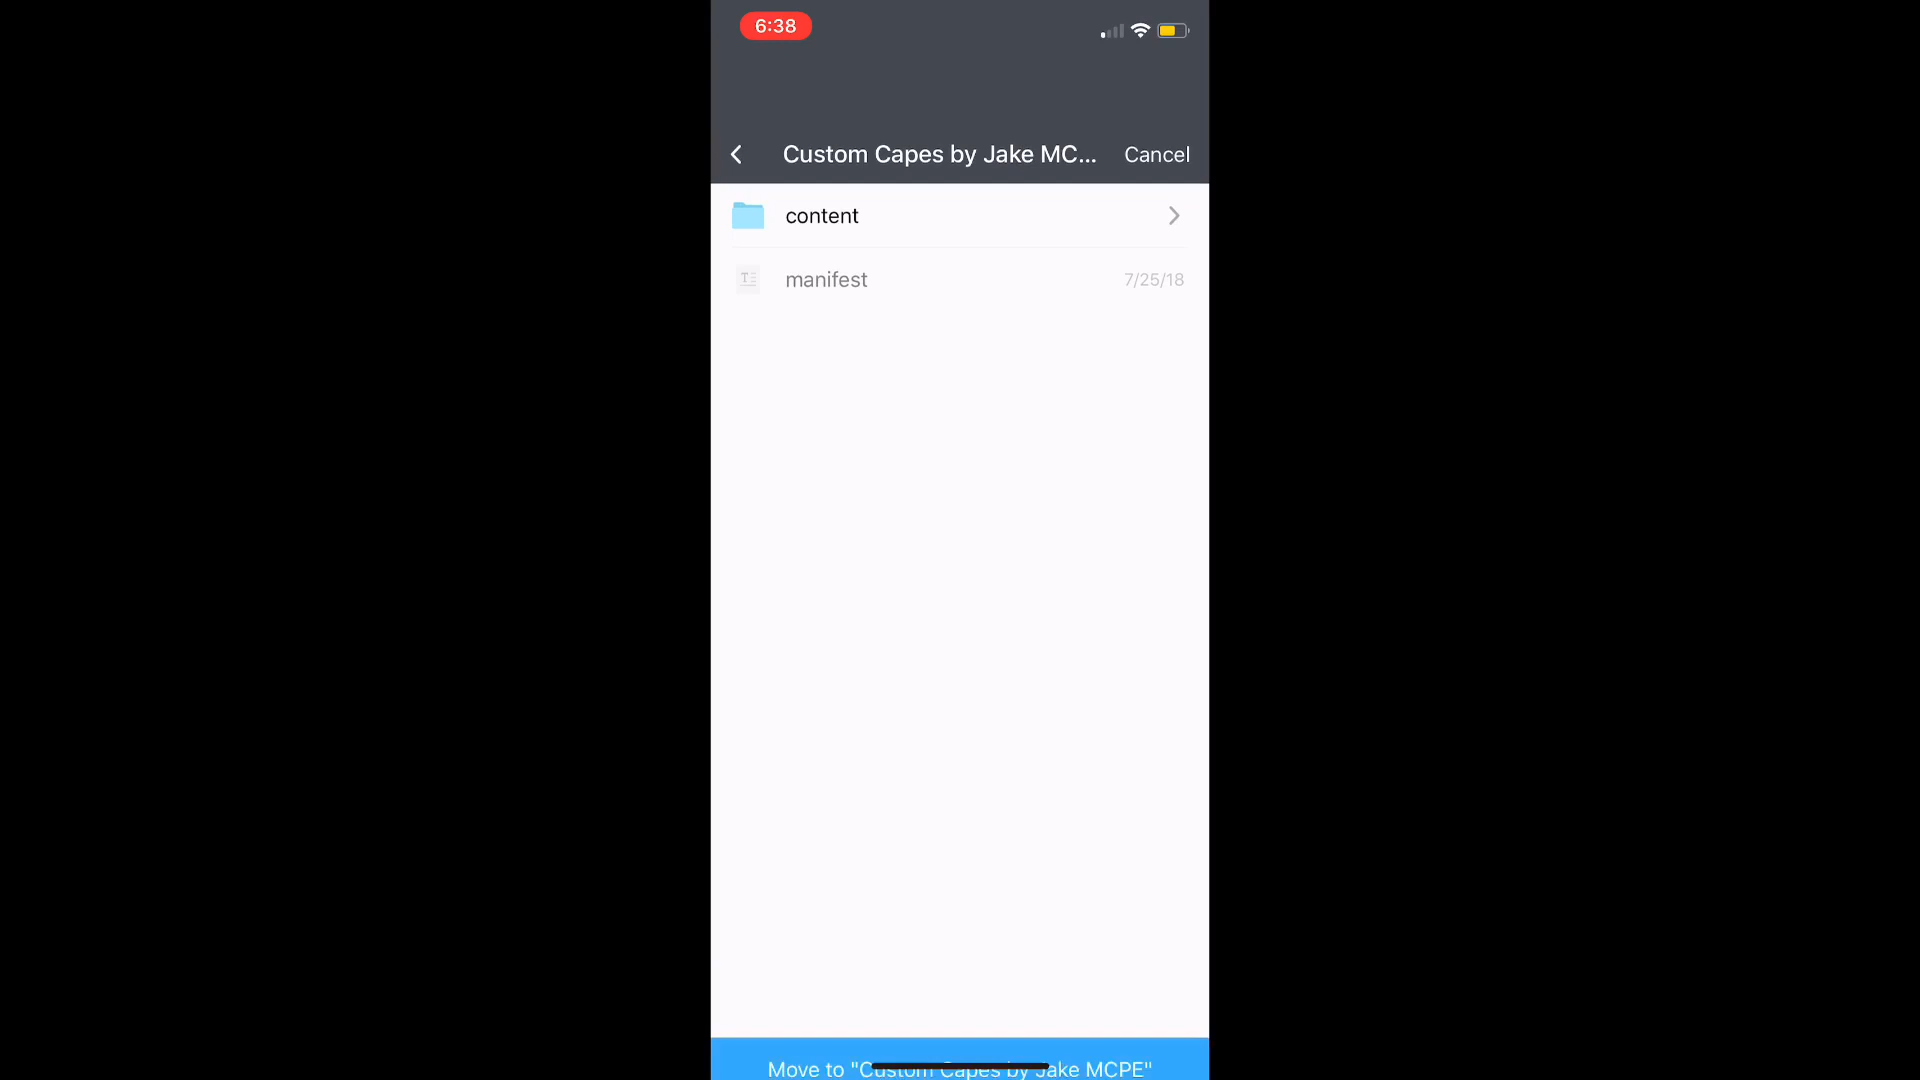 6:38
Custom Capes by Jake MC... Cancel
content
manifest 7/25/18
Move to "Custom Capes by Jake MCPE"